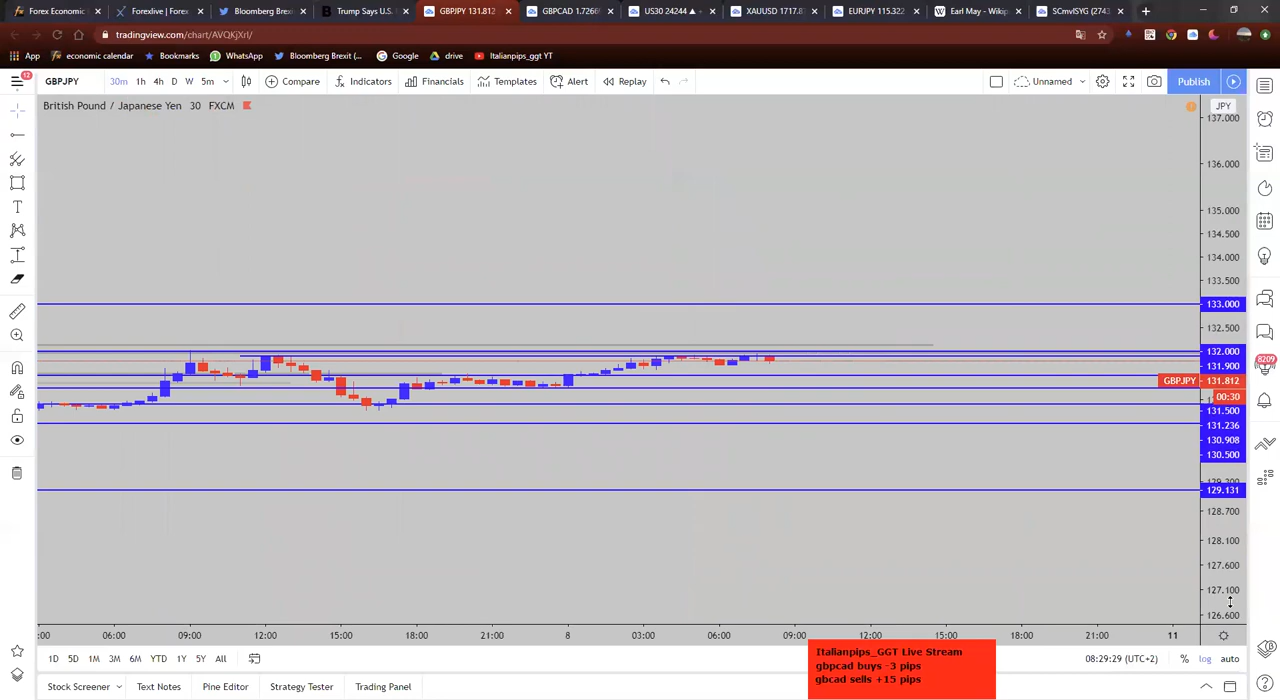 Forex Economic
Forexlive | Forex
Bloomberg Brex
Trump Says U.S.
GBPJPY 131.812
GBPCAD 1.7266
US30 24244
XAUUSD 1717.8
EURJPY 115.322
Earl May - Wikip
SCmvISYG (2743
tradingview.com/chart/AVQKjXrI/
App
economic calendar
Bookmarks
WhatsApp
Bloomberg Brexit (...
Google
drive
Italianpips_ggt YT
12
GBPJPY
30m 1h 4h D W 5m
Compare
Indicators
Financials
Templates
Alert
Replay
Unnamed
Publish
British Pound / Japanese Yen 30 FXCM
JPY
137.000
136.000
135.000
134.500
134.000
133.500
133.000
132.500
132.000
131.900
GBPJPY 131.812
00:30
131.500
131.236
130.908
130.500
129.131
128.700
128.100
127.600
127.100
126.600
8209
:00 06:00 09:00 12:00 15:00 18:00 21:00 8 03:00 06:00 09:00 12:00 15:00 18:00 21:00 11
1D 5D 1M 3M 6M YTD 1Y 5Y All
08:29:29 (UTC+2)
% log auto
Italianpips_GGT Live Stream
gbpcad buys -3 pips
gbcad sells +15 pips
Stock Screener
Text Notes
Pine Editor
Strategy Tester
Trading Panel